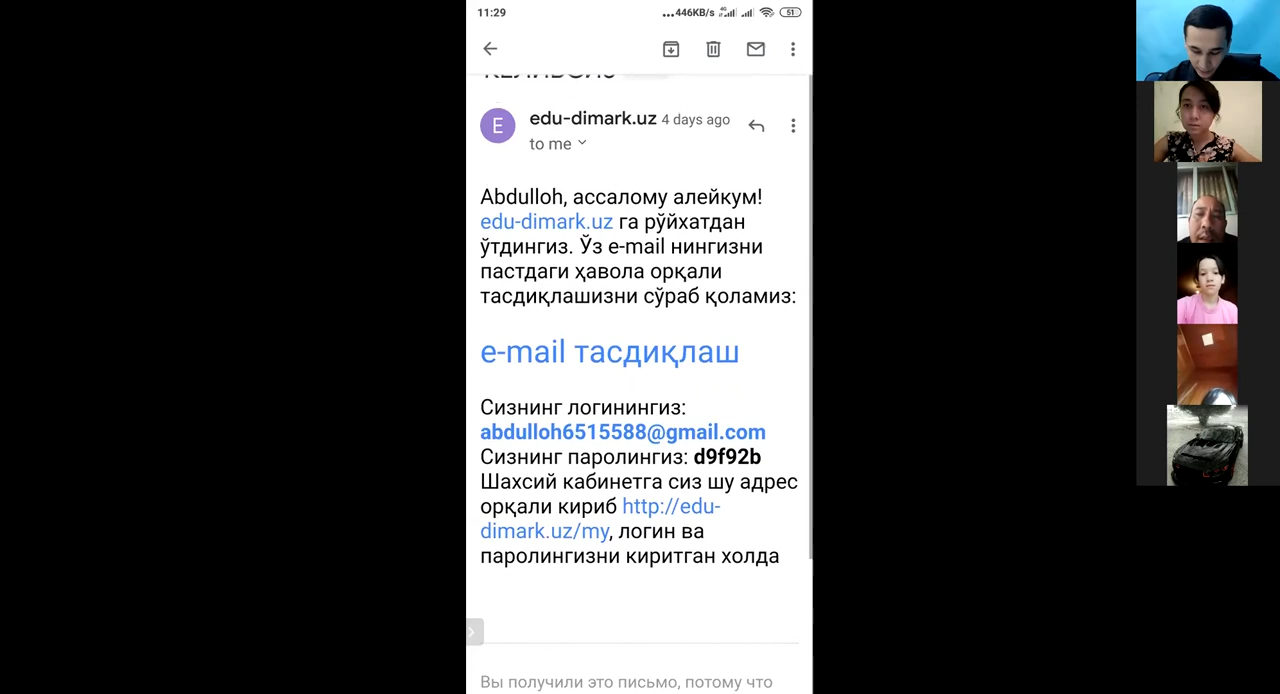 11:29
...446KB/s 4G 51
edu-dimark.uz 4 days ago
E
to me
Abdulloh, ассалому алейкум!
edu-dimark.uz га рўйхатдан
ўтдингиз. Ўз e-mail нингизни
пастдаги ҳавола орқали
тасдиқлашизни сўраб қоламиз:
e-mail тасдиқлаш
Сизнинг логинингиз:
abdulloh6515588@gmail.com
Сизнинг паролингиз: d9f92b
Шахсий кабинетга сиз шу адрес
орқали кириб http://edu-
dimark.uz/my, логин ва
паролингизни киритган холда
Вы получили это письмо, потому что